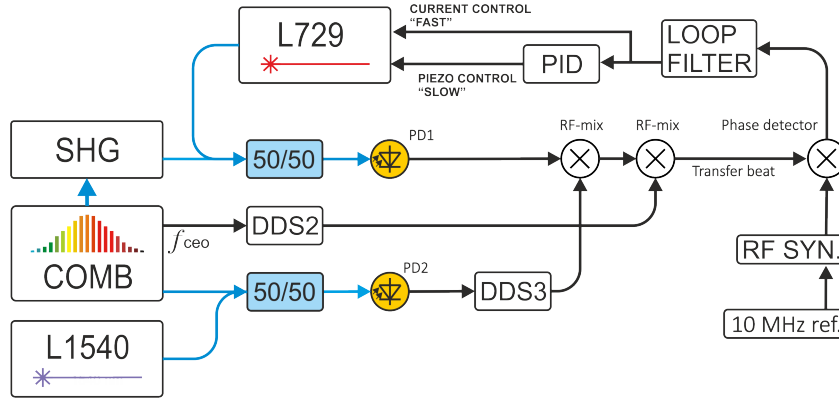 CURRENT CONTROL
“FAST”
L729
LOOP
FILTER
PID
PIEZO CONTROL
“SLOW”
PD1
RF-mix
RF-mix
Phase detector
SHG
50/50
Transfer beat
COMB
fceo
DDS2
PD2
RF SYN.
50/50
DDS3
10 MHz ref.
L1540